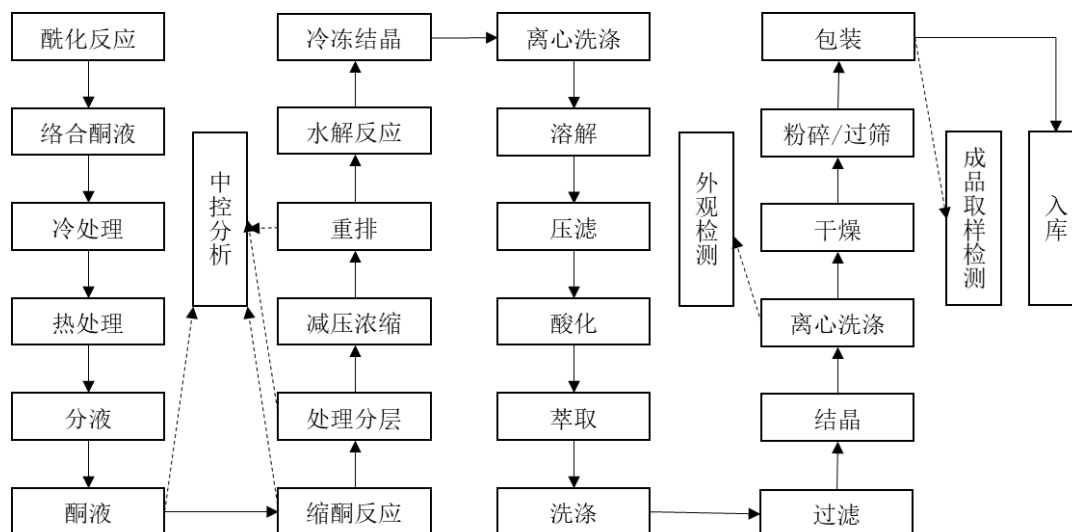 酰化反应
络合酮液
冷处理
热处理
分液
酮液
中控分析
冷冻结晶
水解反应
重排
减压浓缩
处理分层
缩酮反应
离心洗涤
溶解
压滤
酸化
萃取
洗涤
外观检测
包装
粉碎/过筛
干燥
离心洗涤
结晶
过滤
成品取样检测
入库